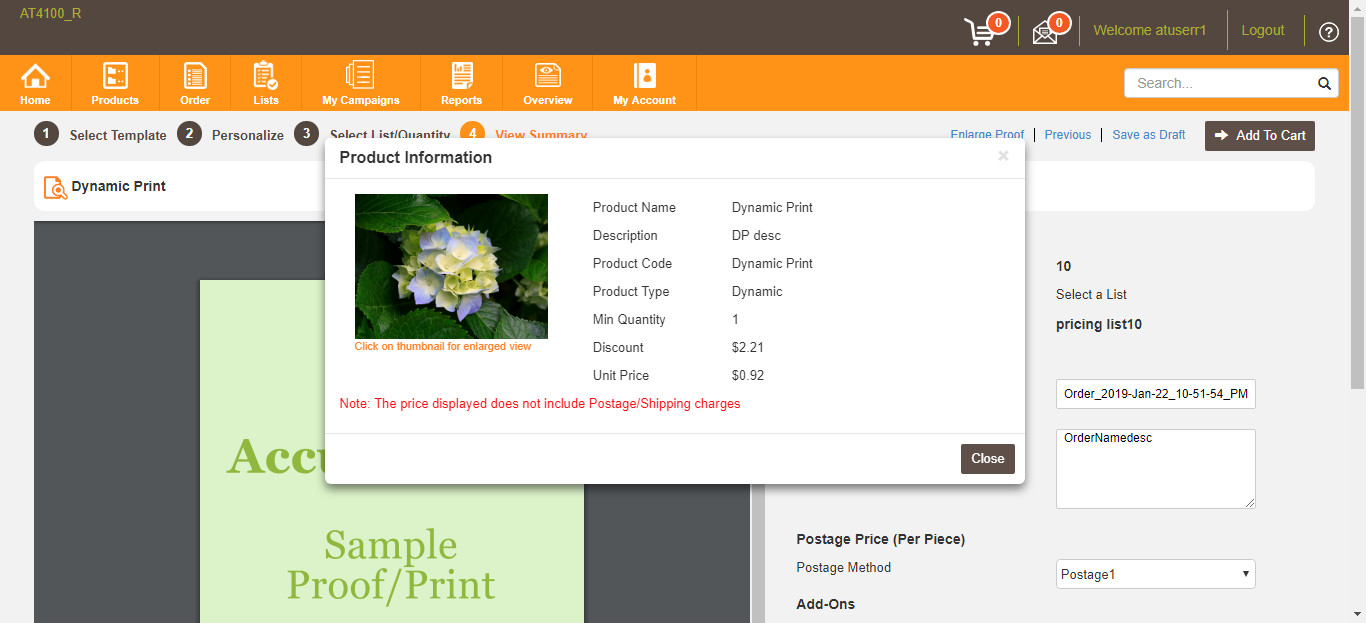 AT4100_R
0
0
Welcome atuserr1
Logout
?
Home
Products
Order
Lists
My Campaigns
Reports
Overview
My Account
Search...
1 Select Template 2 Personalize 3 Select List/Quantity 4 View Summary
Enlarge Proof Previous Save as Draft Add To Cart
Dynamic Print
Product Information ×
Product Name Dynamic Print
Description DP desc
Product Code Dynamic Print
Product Type Dynamic
Min Quantity 1
Discount $2.21
Unit Price $0.92
Click on thumbnail for enlarged view
Note: The price displayed does not include Postage/Shipping charges
Close
10
Select a List
pricing list10
Order_2019-Jan-22_10-51-54_PM
OrderNamedesc
Sample
Proof/Print
Postage Price (Per Piece)
Postage Method Postage1
Add-Ons